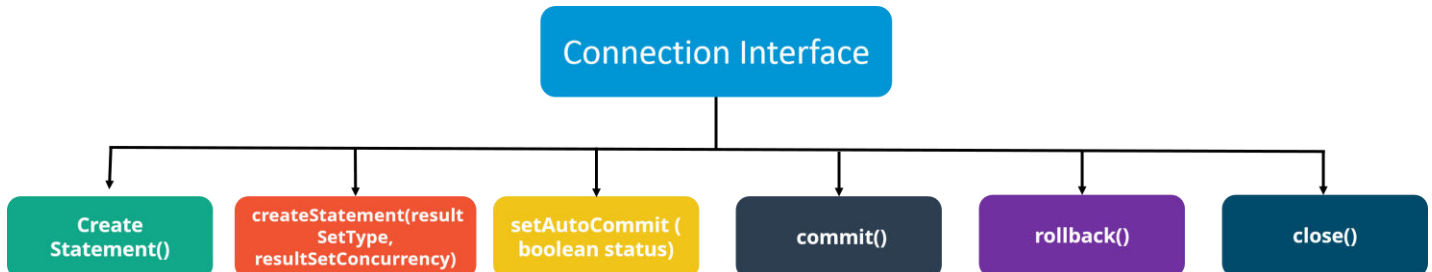 Connection Interface
Create
Statement()
createStatement(result
SetType,
resultSetConcurrency)
setAutoCommit (
boolean status)
commit()
rollback()
close()